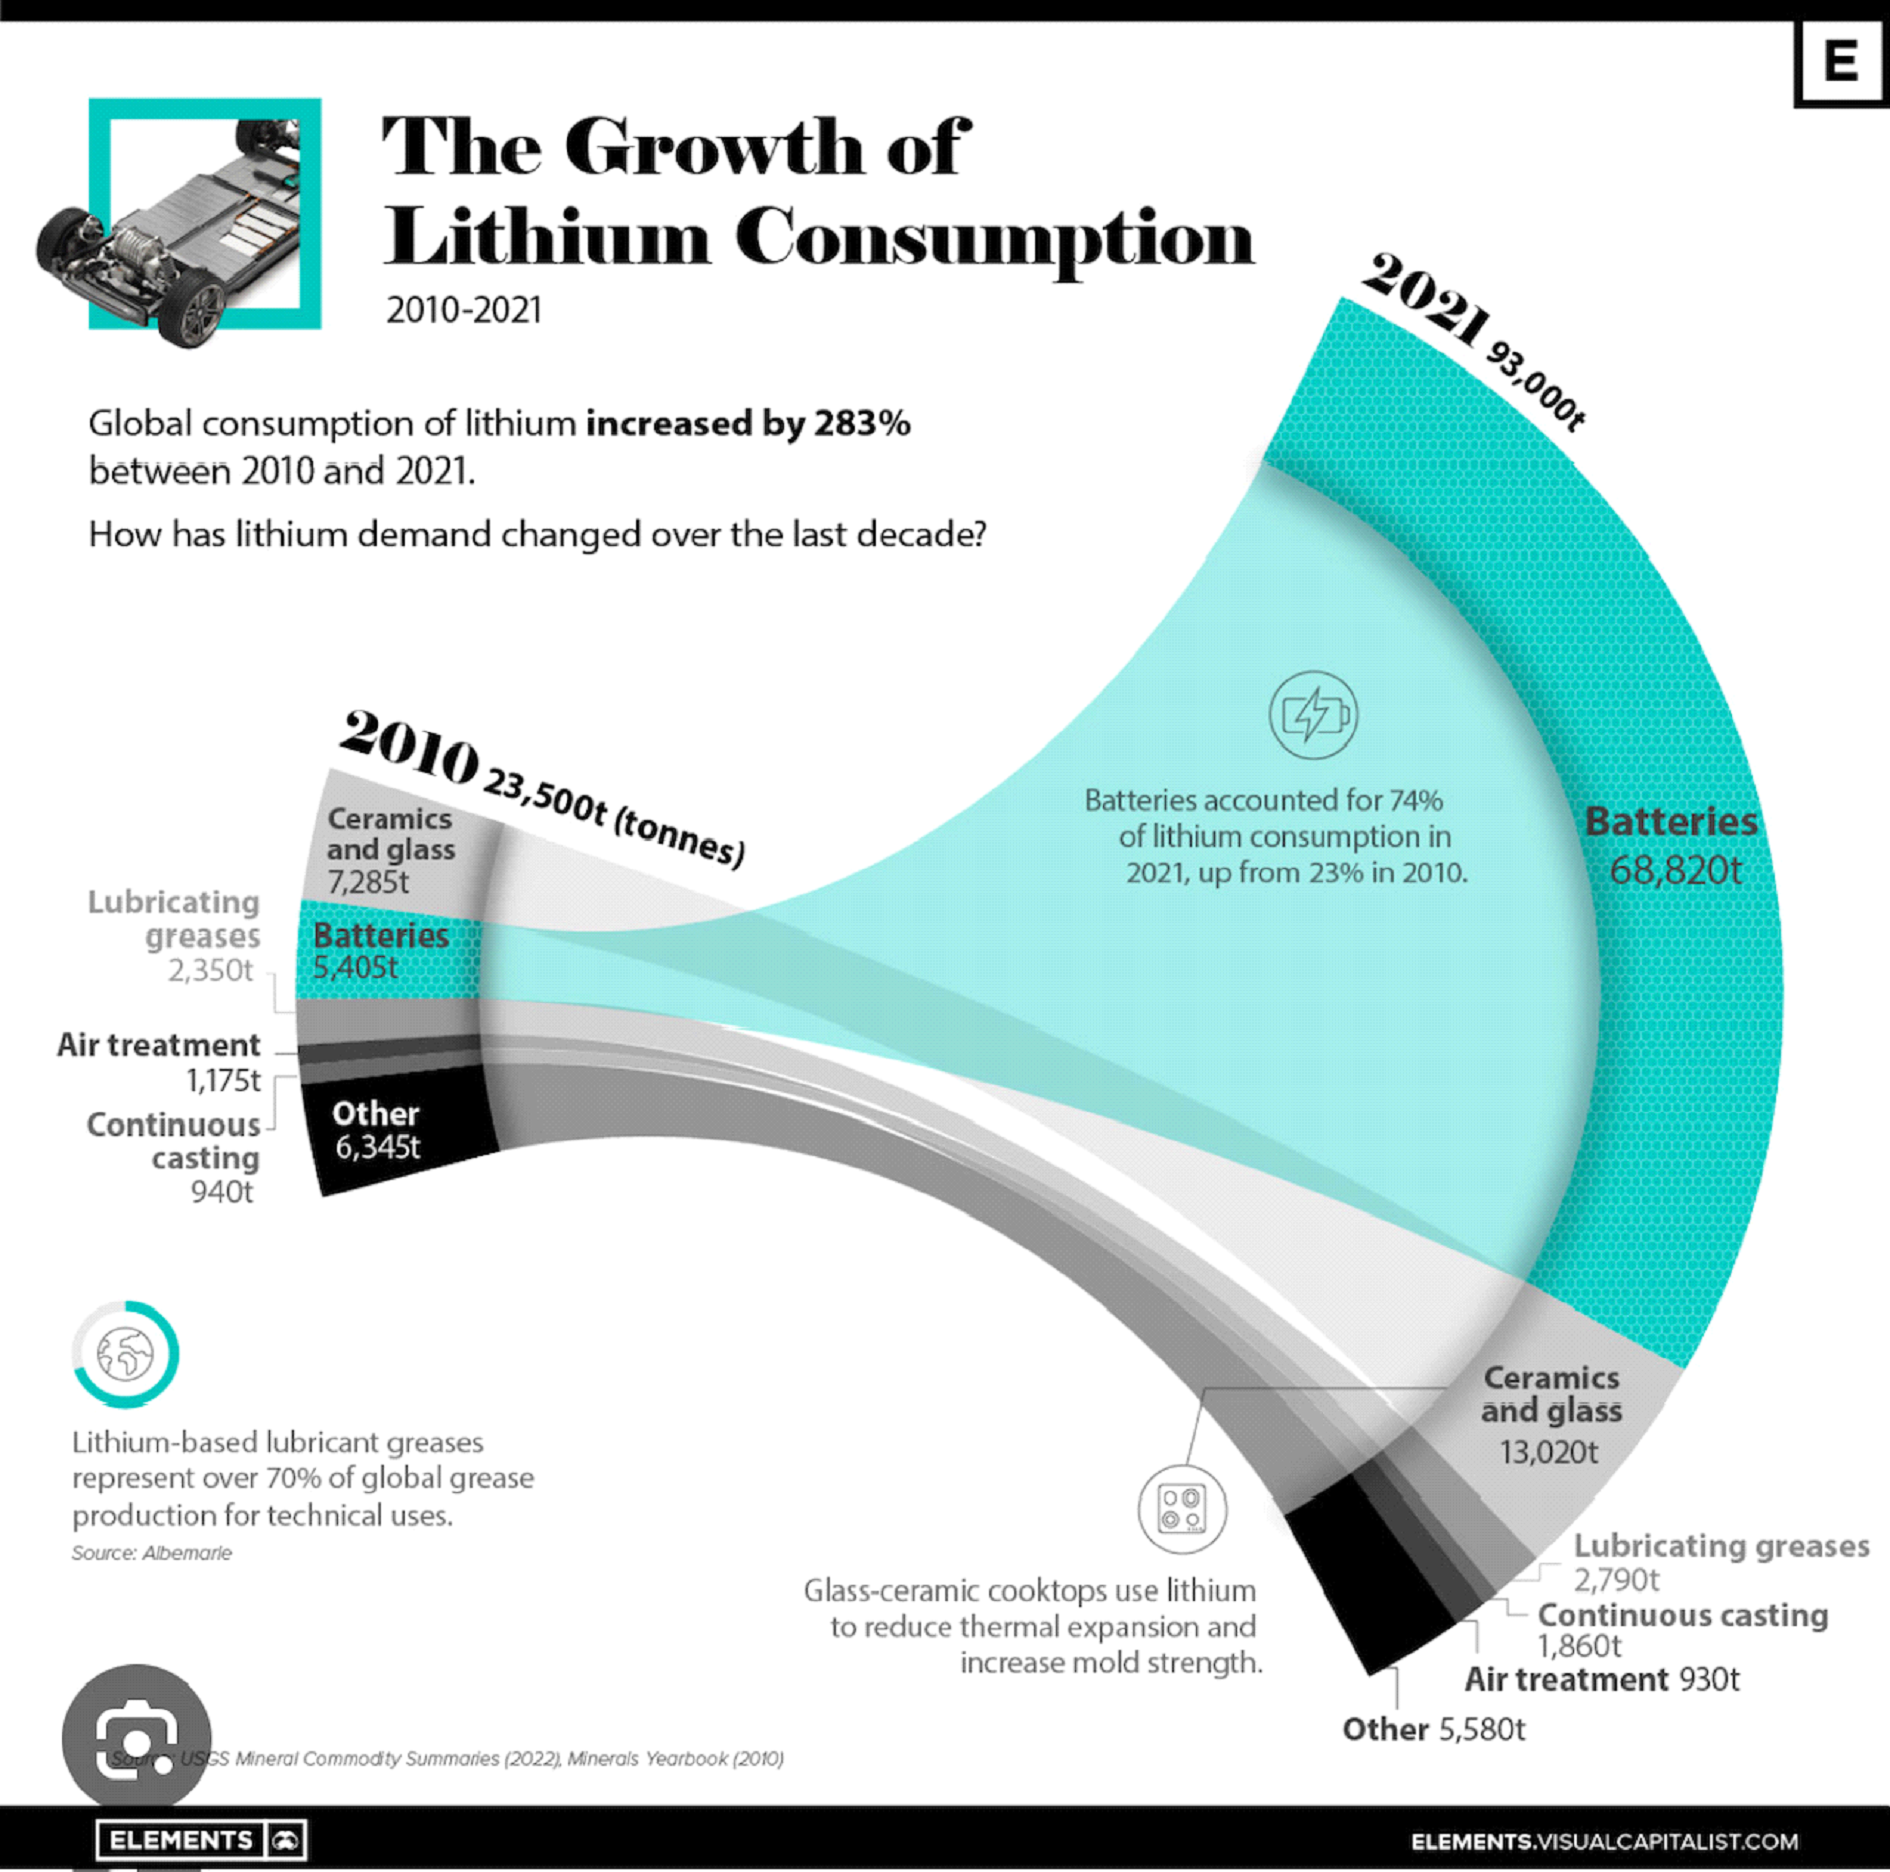 E
The Growth of
Lithium Consumption
2010-2021
Global consumption of lithium increased by 283%
between 2010 and 2021.
How has lithium demand changed over the last decade?
2021 93,000t
2010 23,500t (tonnes)
Ceramics
and glass
7,285t
Batteries
5,405t
Lubricating
greases
2,350t
Air treatment
1,175t
Continuous
casting
940t
Other
6,345t
Batteries accounted for 74%
of lithium consumption in
2021, up from 23% in 2010.
Batteries
68,820t
Ceramics
and glass
13,020t
Lubricating greases
2,790t
Continuous casting
1,860t
Air treatment 930t
Other 5,580t
Lithium-based lubricant greases
represent over 70% of global grease
production for technical uses.
Source: Albemarle
Glass-ceramic cooktops use lithium
to reduce thermal expansion and
increase mold strength.
Source: USGS Mineral Commodity Summaries (2022), Minerals Yearbook (2010)
ELEMENTS
ELEMENTS.VISUALCAPITALIST.COM